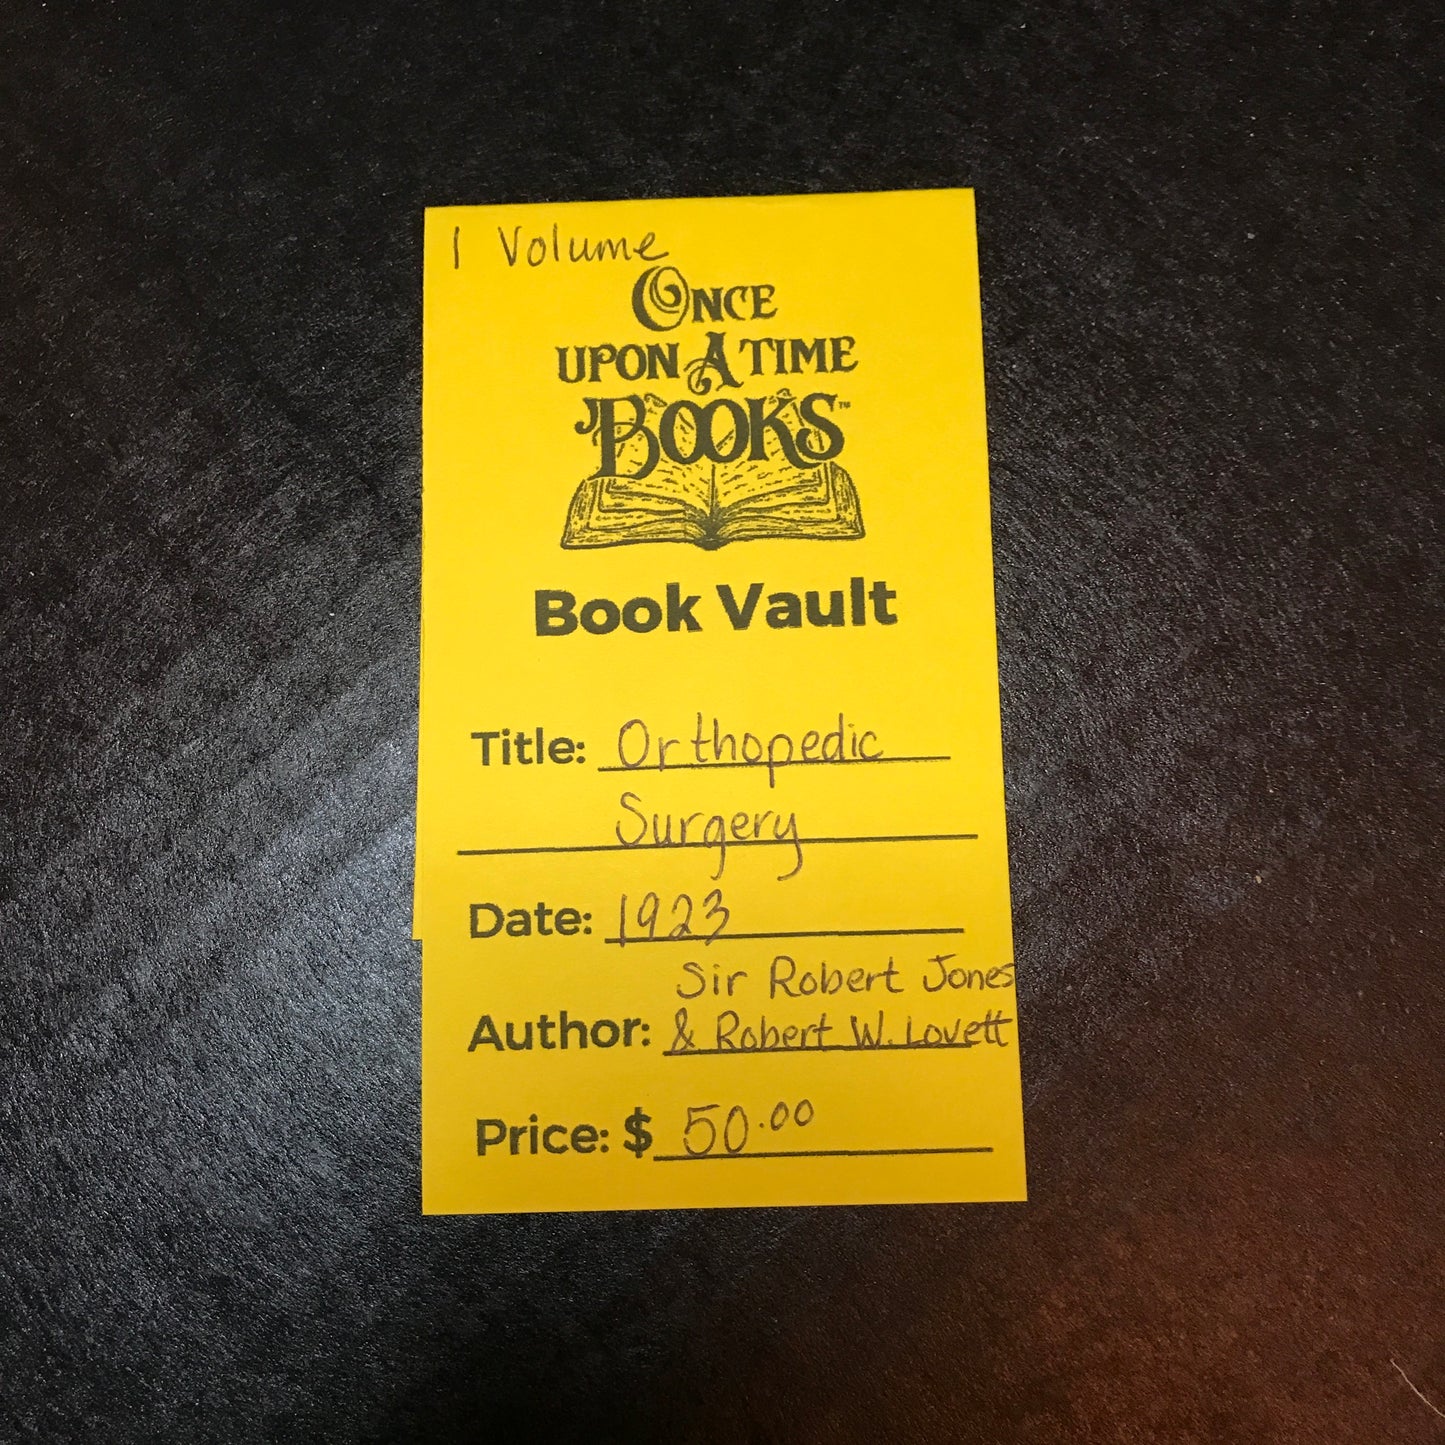 1 Volume
ONCE
UPON A TIME
BOOKS™
Book Vault
Title: Orthopedic
Surgery
Date: 1923
Sir Robert Jones
Author: & Robert W. Lovett
Price: $ 50.00